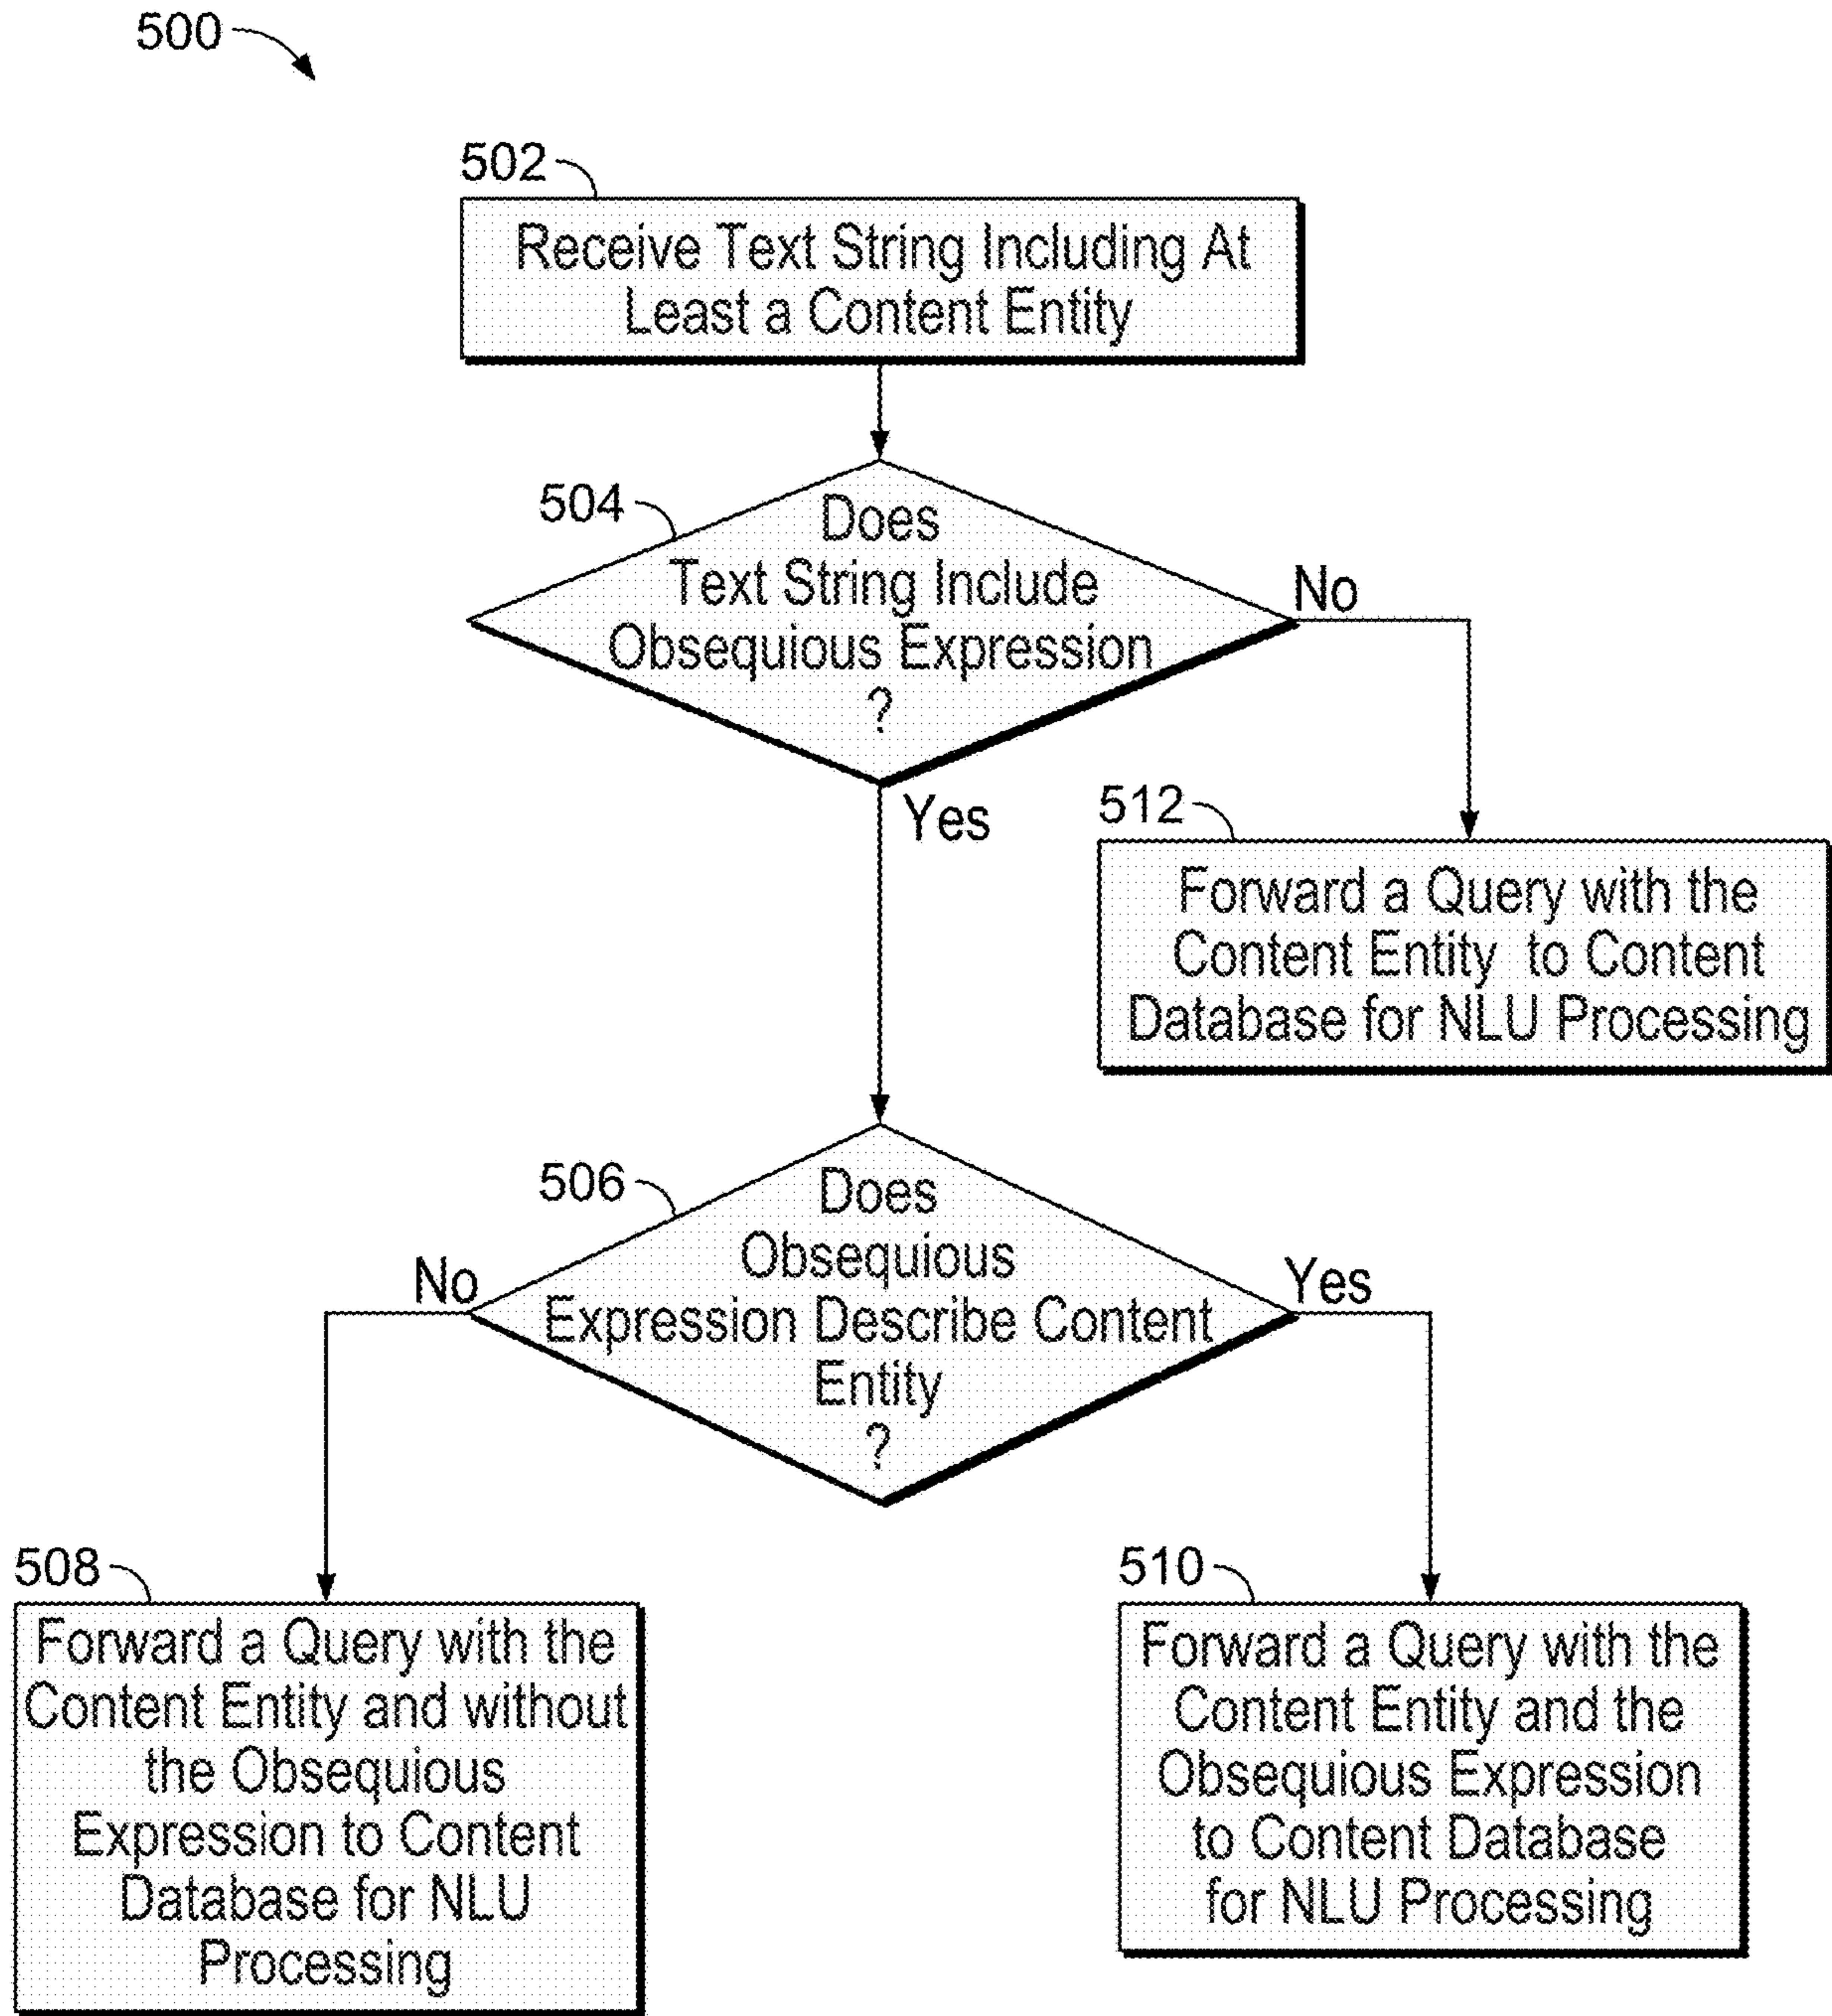 500
502
Receive Text String Including At
Least a Content Entity
504
Does
Text String Include
Obsequious Expression
?
No
Yes
512
Forward a Query with the
Content Entity to Content
Database for NLU Processing
506
Does
Obsequious
Expression Describe Content
Entity
?
No
Yes
508
Forward a Query with the
Content Entity and without
the Obsequious
Expression to Content
Database for NLU
Processing
510
Forward a Query with the
Content Entity and the
Obsequious Expression
to Content Database
for NLU Processing